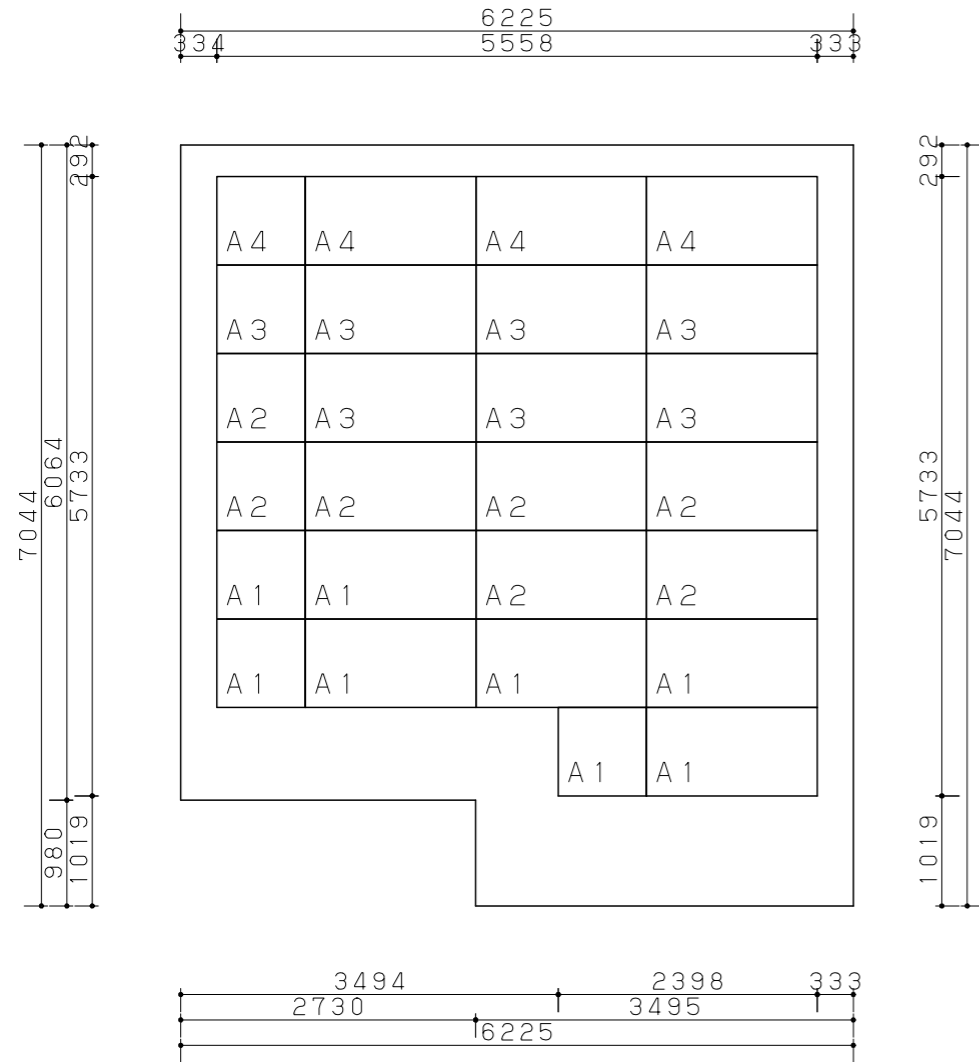 6225
334 5558 333
292 292
A4 A4 A4 A4
A3 A3 A3 A3
A2 A3 A3 A3
7044 6064 5733 5733 7044
A2 A2 A2 A2
A1 A1 A2 A2
A1 A1 A1 A1
A1 A1
980 1019 1019
3494 2398 333
2730 3495
6225